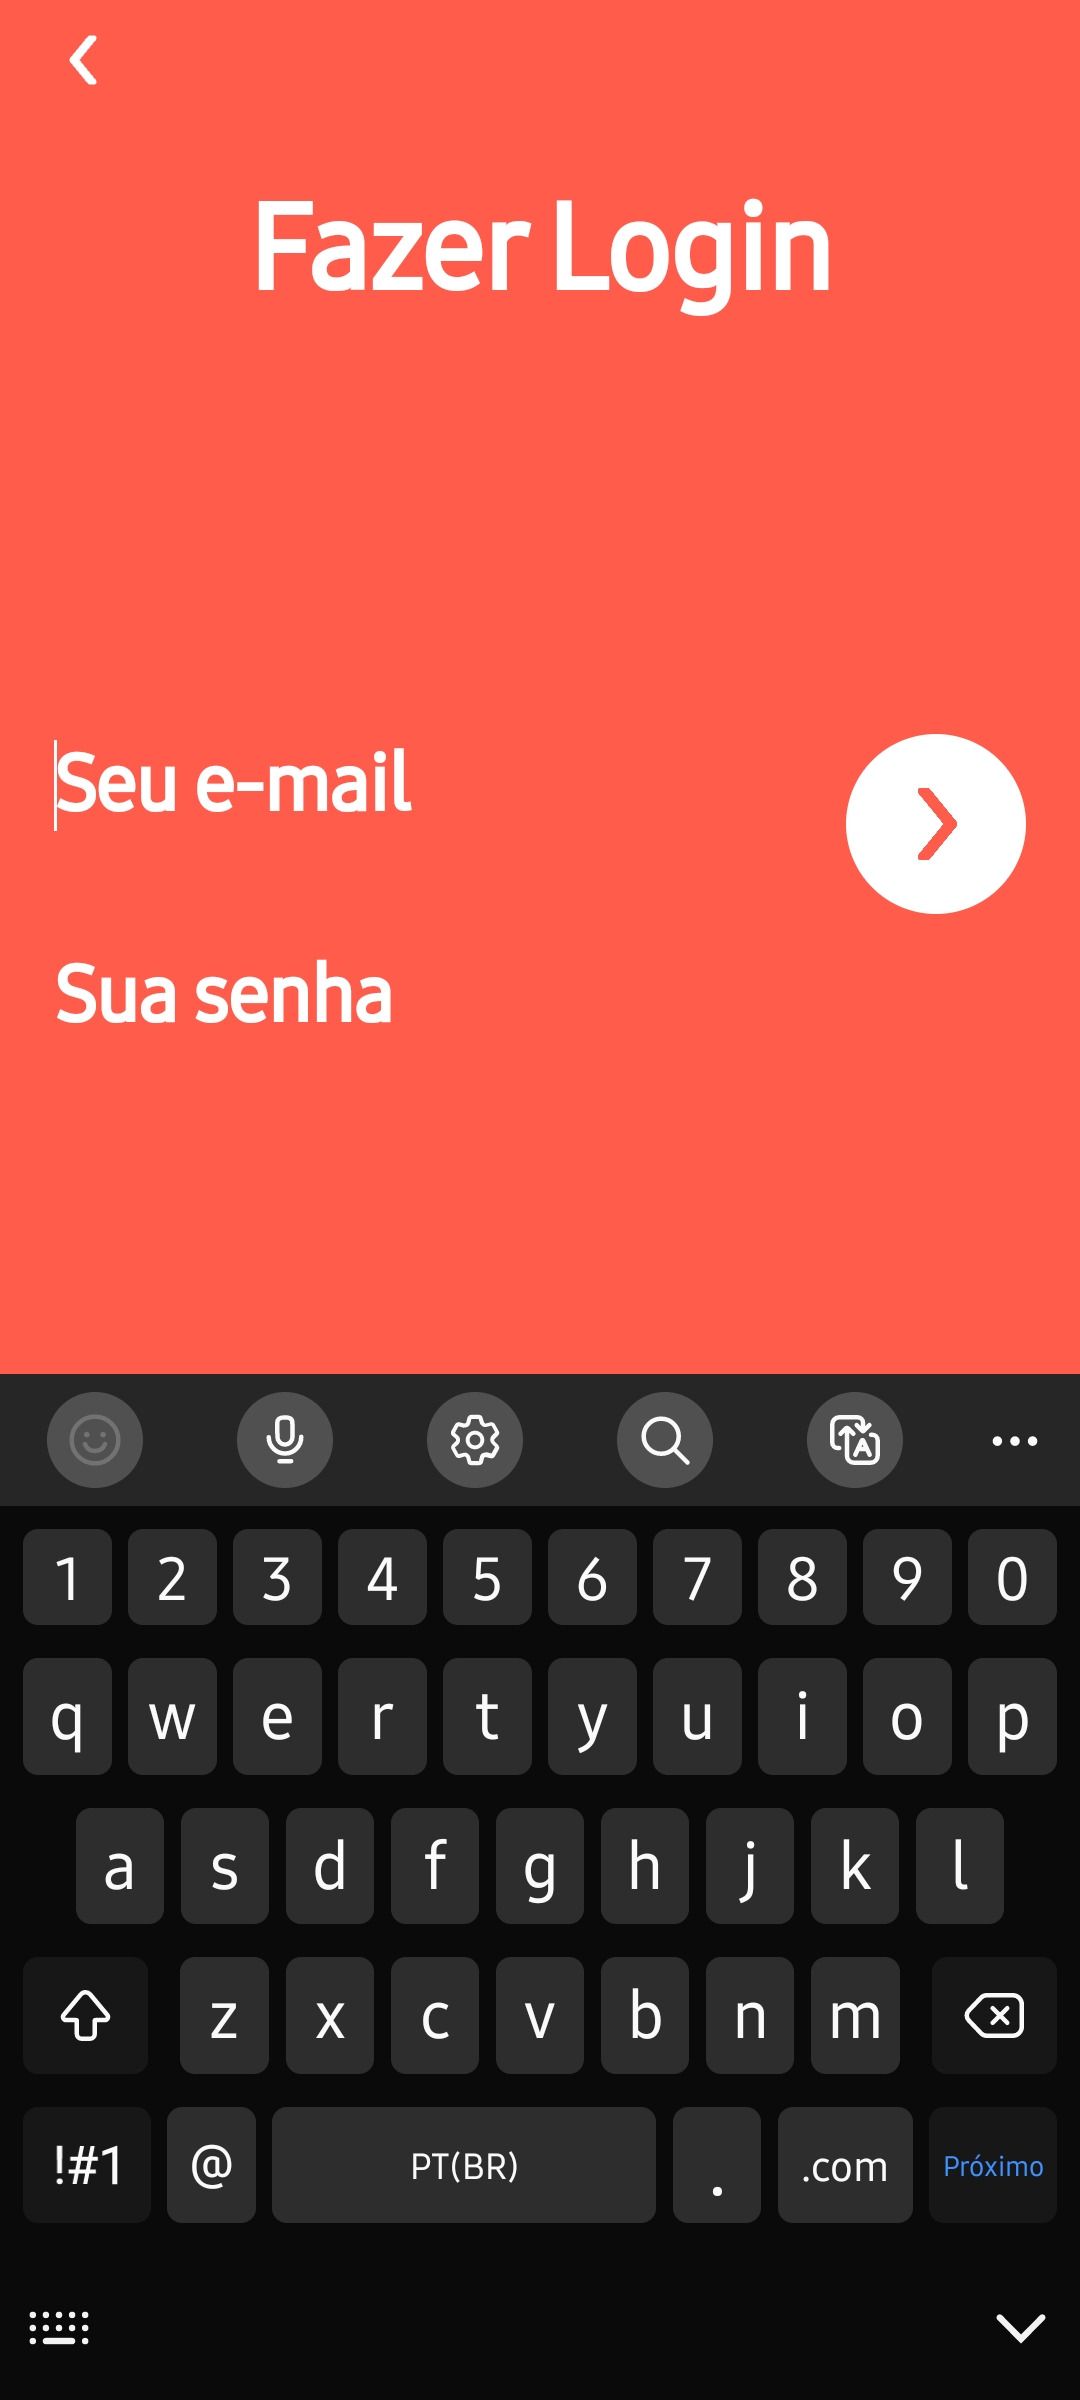 Fazer Login
Seu e-mail
Sua senha
1 2 3 4 5 6 7 8 9 0
q w e r t y u i o p
a s d f g h j k l
z x c v b n m
!#1 @ PT(BR) . .com Próximo